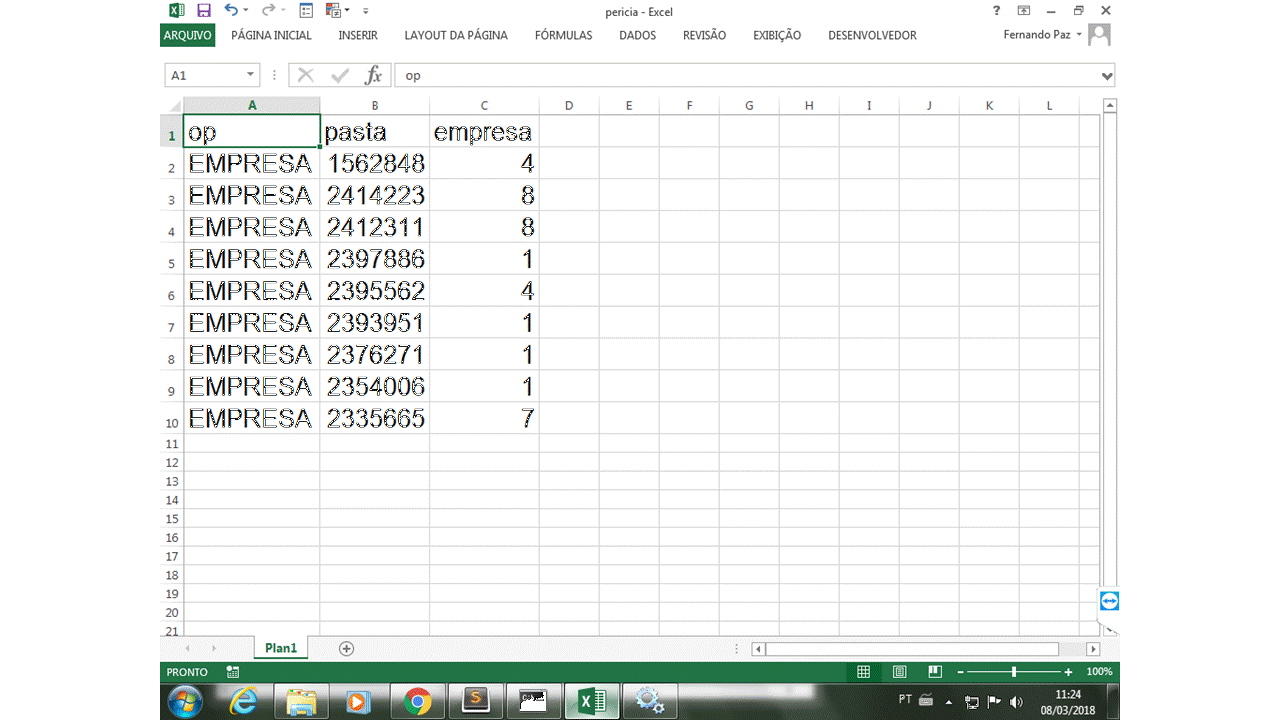 pericia - Excel
ARQUIVO PÁGINA INICIAL INSERIR LAYOUT DA PÁGINA FÓRMULAS DADOS REVISÃO EXIBIÇÃO DESENVOLVEDOR Fernando Paz
A1 fx op
A B C D E F G H I J K L
1 op pasta empresa
2 EMPRESA 1562848 4
3 EMPRESA 2414223 8
4 EMPRESA 2412311 8
5 EMPRESA 2397886 1
6 EMPRESA 2395562 4
7 EMPRESA 2393951 1
8 EMPRESA 2376271 1
9 EMPRESA 2354006 1
10 EMPRESA 2335665 7
11
12
13
14
15
16
17
18
19
20
21
Plan1
PRONTO 100%
PT 11:24
08/03/2018